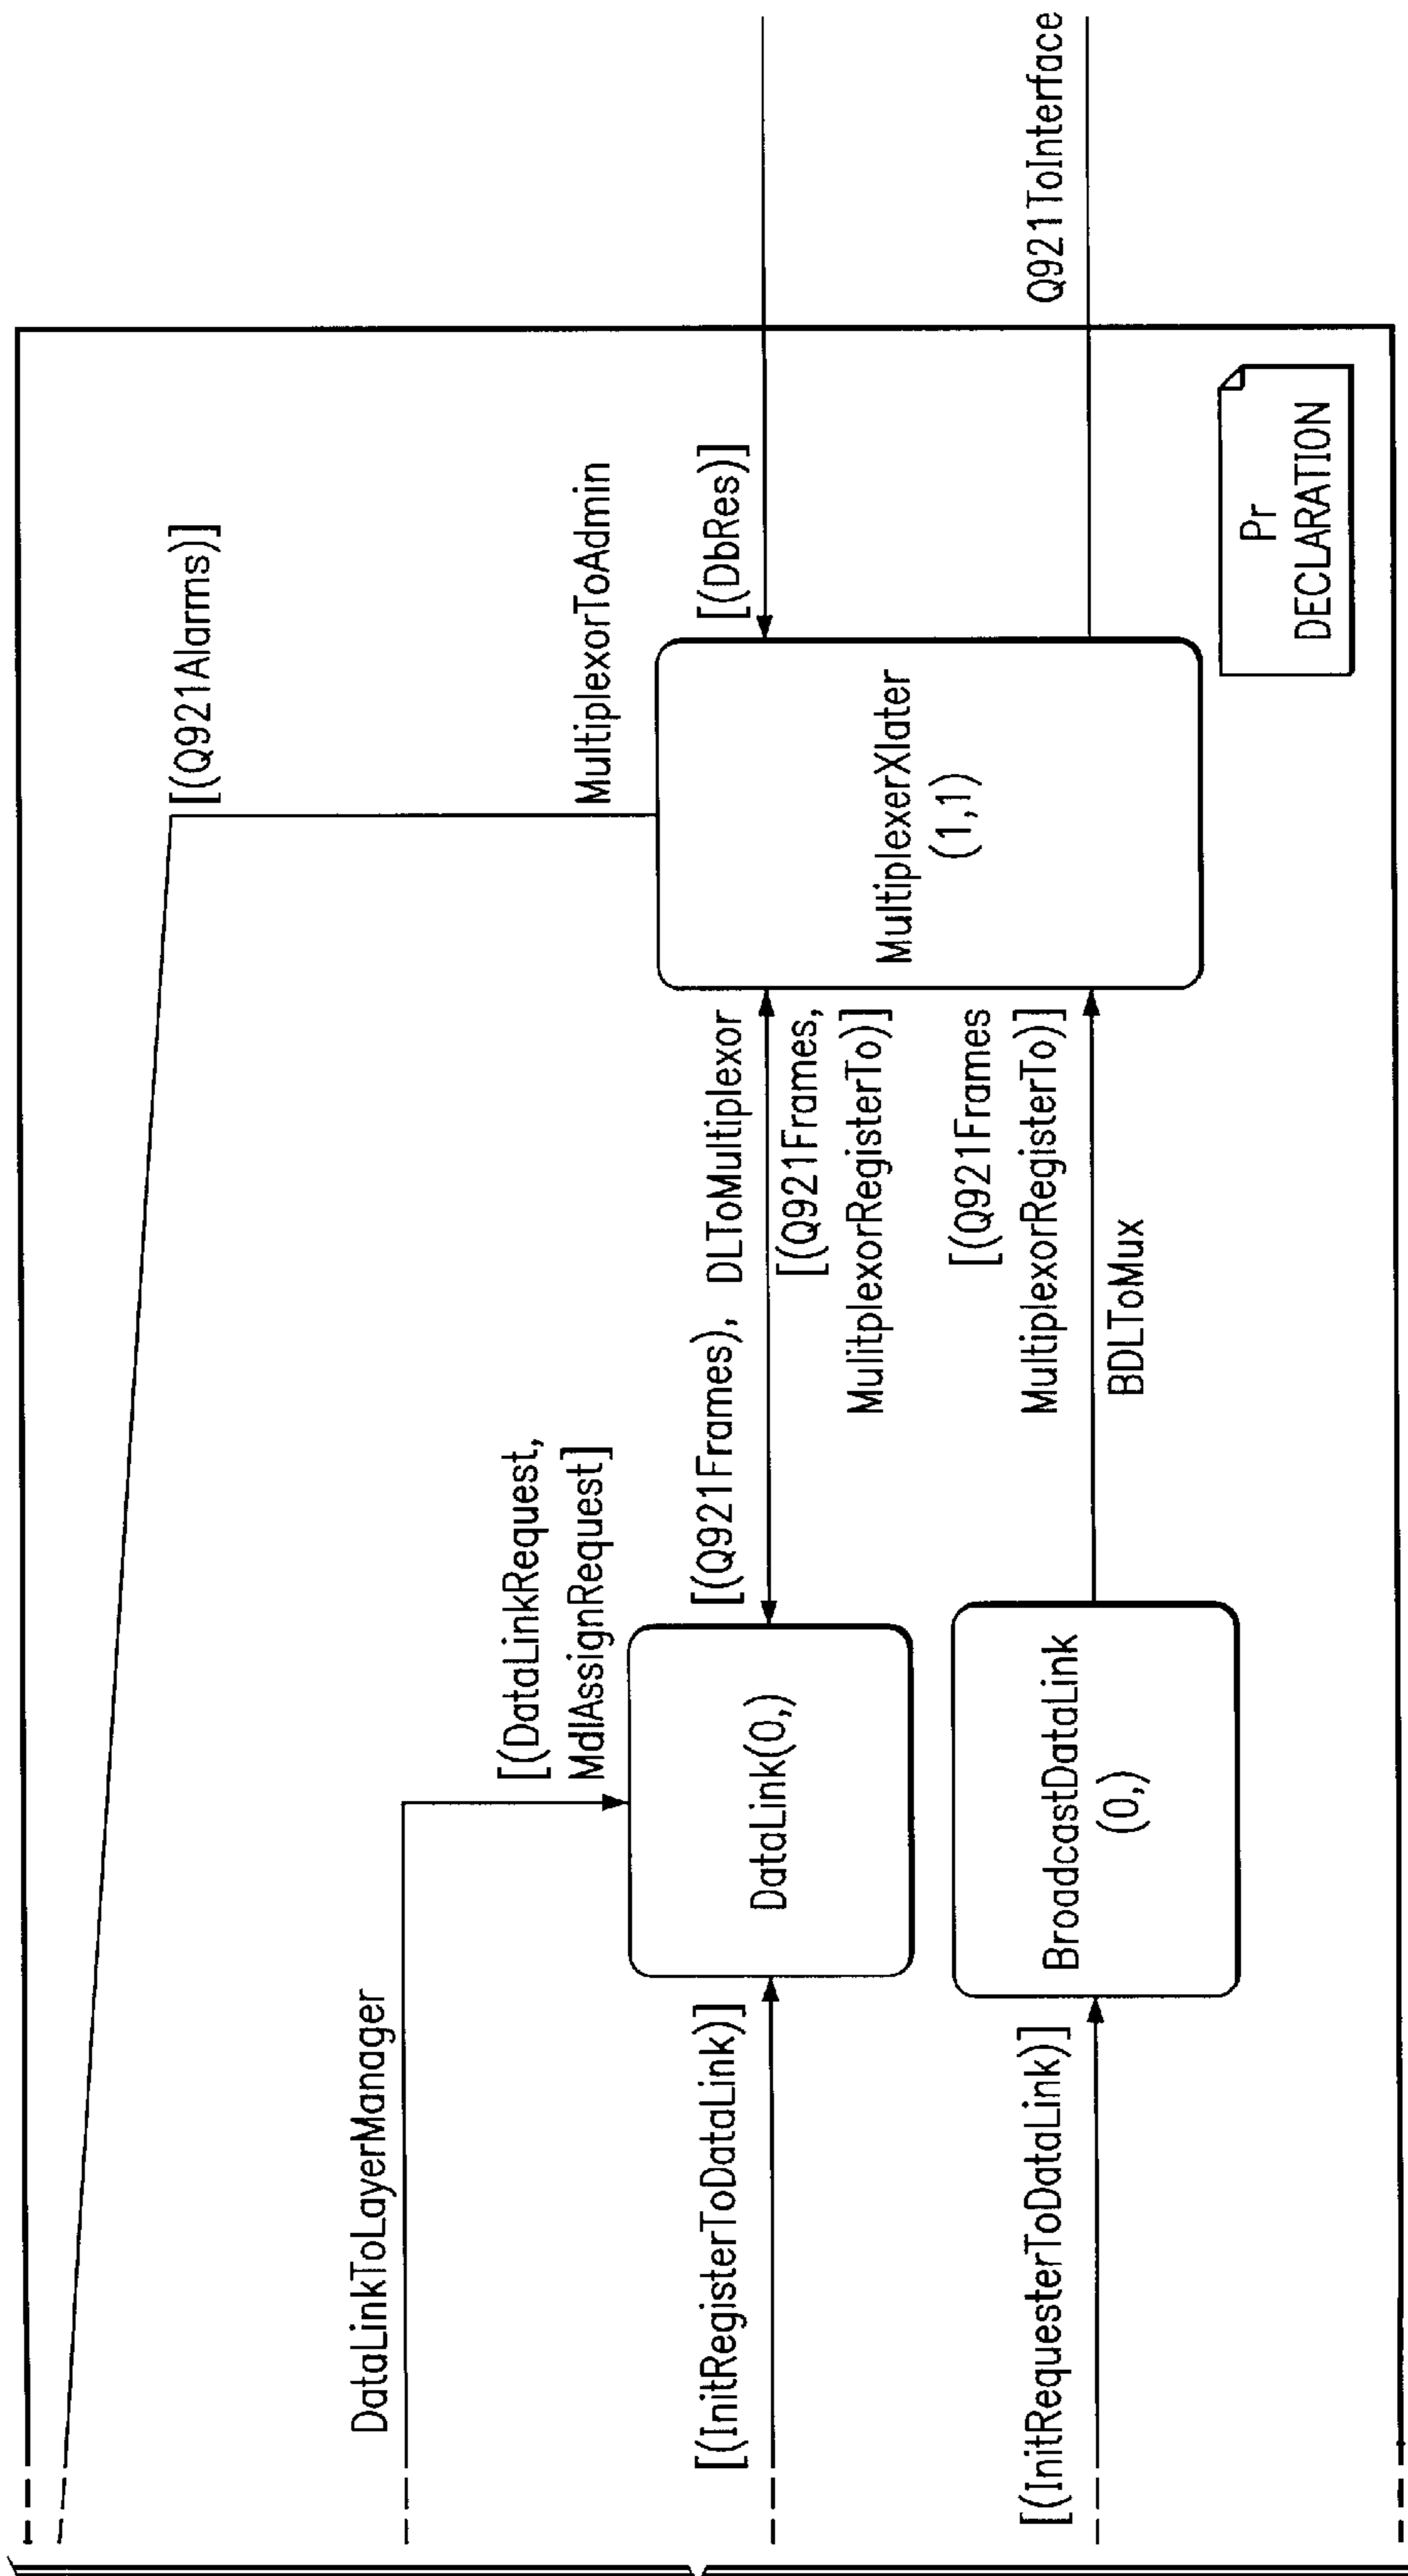 [(Q921Alarms)]
MultiplexorToAdmin
[(DbRes)]
Q921ToInterface
DataLinkToLayerManager
[(DataLinkRequest,
MdlAssignRequest]
[(Q921Frames), DLToMultiplexor
[(Q921Frames,
MulitplexorRegisterTo)]
[(InitRegisterToDataLink)]
DataLink(0,)
MultiplexerXlater
(1,1)
[(Q921Frames
MultiplexorRegisterTo)]
BDLToMux
[(InitRequesterToDataLink)]
BroadcastDataLink
(0,)
Pr
DECLARATION